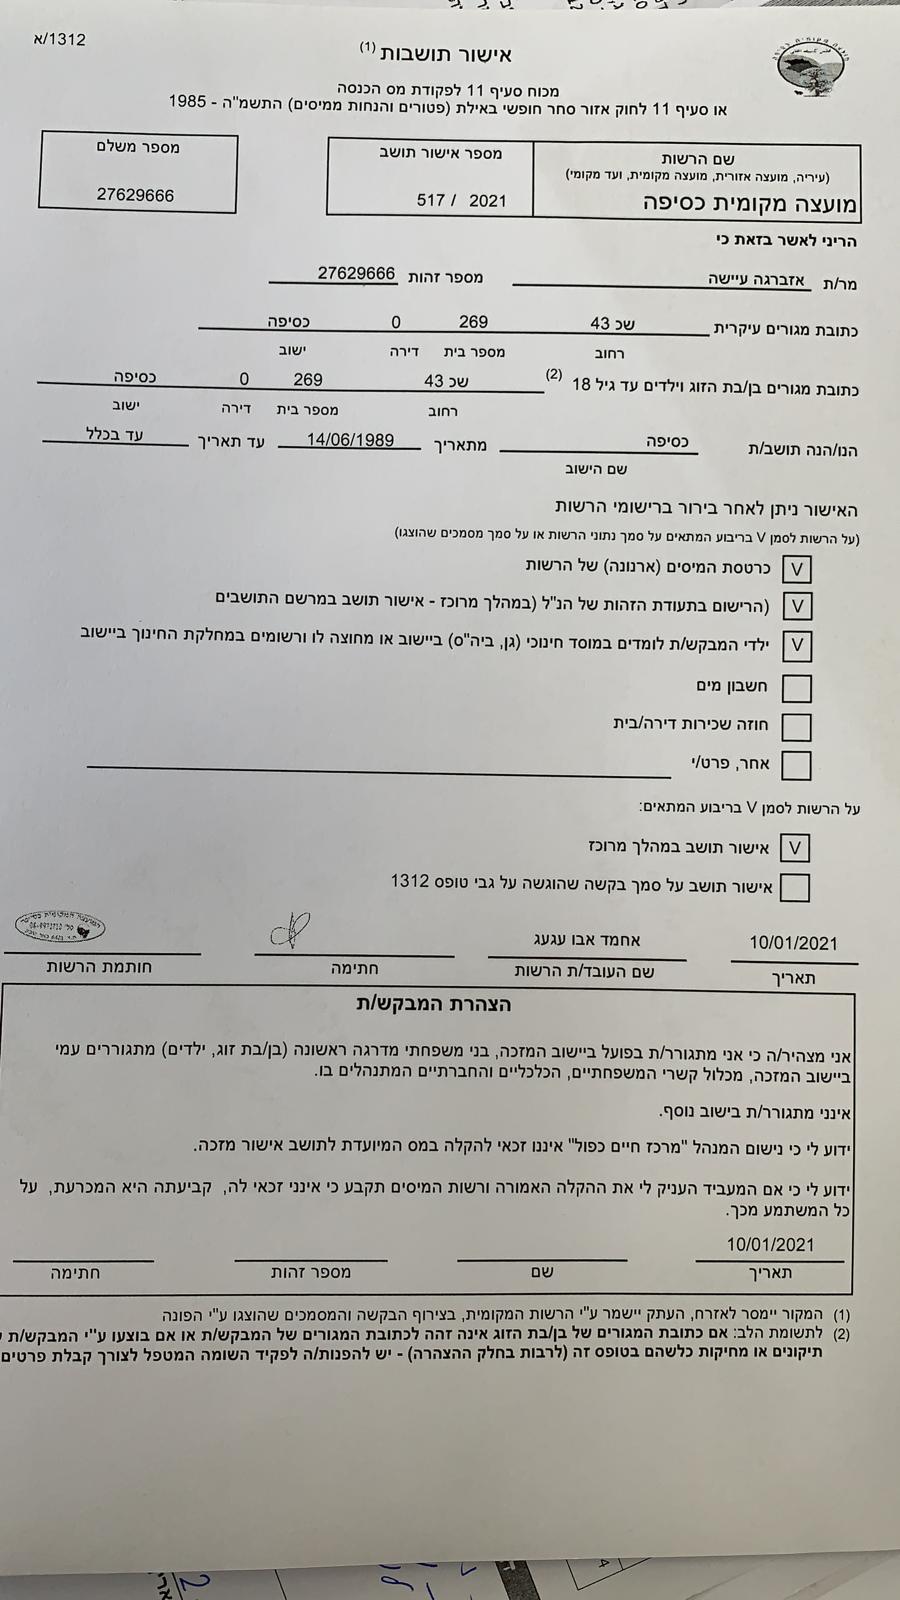 1312/א
אישור תושבות (1)
מכוח סעיף 11 לפקודת מס הכנסה
או סעיף 11 לחוק אזור סחר חופשי באילת (פטורים והנחות ממיסים) התשמ"ה - 1985
שם הרשות
(עיריה, מועצה אזורית, מועצה מקומית, ועד מקומי)
מועצה מקומית כסיפה
מספר אישור תושב
517 / 2021
מספר משלם
27629666
הריני לאשר בזאת כי
מר/ת אזברגה עיישה מספר זהות 27629666
כתובת מגורים עיקרית שכ 43 269 0 כסיפה
רחוב מספר בית דירה ישוב
כתובת מגורים בן/בת הזוג וילדים עד גיל 18 (2) שכ 43 269 0 כסיפה
רחוב מספר בית דירה ישוב
הנו/הנה תושב/ת כסיפה מתאריך 14/06/1989 עד תאריך עד בכלל
שם הישוב
האישור ניתן לאחר בירור ברישומי הרשות
(על הרשות לסמן V בריבוע המתאים על סמך נתוני הרשות או על סמך מסמכים שהוצגו)
V כרטסת המיסים (ארנונה) של הרשות
V (הרישום בתעודת הזהות של הנ"ל (במהלך מרוכז - אישור תושב במרשם התושבים
V ילדי המבקש/ת לומדים במוסד חינוכי (גן, ביה"ס) ביישוב או מחוצה לו ורשומים במחלקת החינוך ביישוב
חשבון מים
חוזה שכירות דירה/בית
אחר, פרט/י
על הרשות לסמן V בריבוע המתאים:
V אישור תושב במהלך מרוכז
אישור תושב על סמך בקשה שהוגשה על גבי טופס 1312
10/01/2021 אחמד אבו עגעג
תאריך שם העובד/ת הרשות חתימה חותמת הרשות
הצהרת המבקש/ת
אני מצהיר/ה כי אני מתגורר/ת בפועל ביישוב המזכה, בני משפחתי מדרגה ראשונה (בן/בת זוג, ילדים) מתגוררים עמי
ביישוב המזכה, מכלול קשרי המשפחתיים, הכלכליים והחברתיים המתנהלים בו.
אינני מתגורר/ת בישוב נוסף.
ידוע לי כי נישום המנהל "מרכז חיים כפול" איננו זכאי להקלה במס המיועדת לתושב אישור מזכה.
ידוע לי כי אם המעביד העניק לי את ההקלה האמורה ורשות המיסים תקבע כי אינני זכאי לה, קביעתה היא המכרעת, על
כל המשתמע מכך.
10/01/2021
תאריך שם מספר זהות חתימה
(1) המקור יימסר לאזרח, העתק יישמר ע"י הרשות המקומית, בצירוף הבקשה והמסמכים שהוצגו ע"י הפונה
(2) לתשומת הלב: אם כתובת המגורים של בן/בת הזוג אינה זהה לכתובת המגורים של המבקש/ת או אם בוצעו ע"י המבקש/ת
תיקונים או מחיקות כלשהם בטופס זה (לרבות בחלק ההצהרה) - יש להפנות/ה לפקיד השומה המטפל לצורך קבלת פרטים